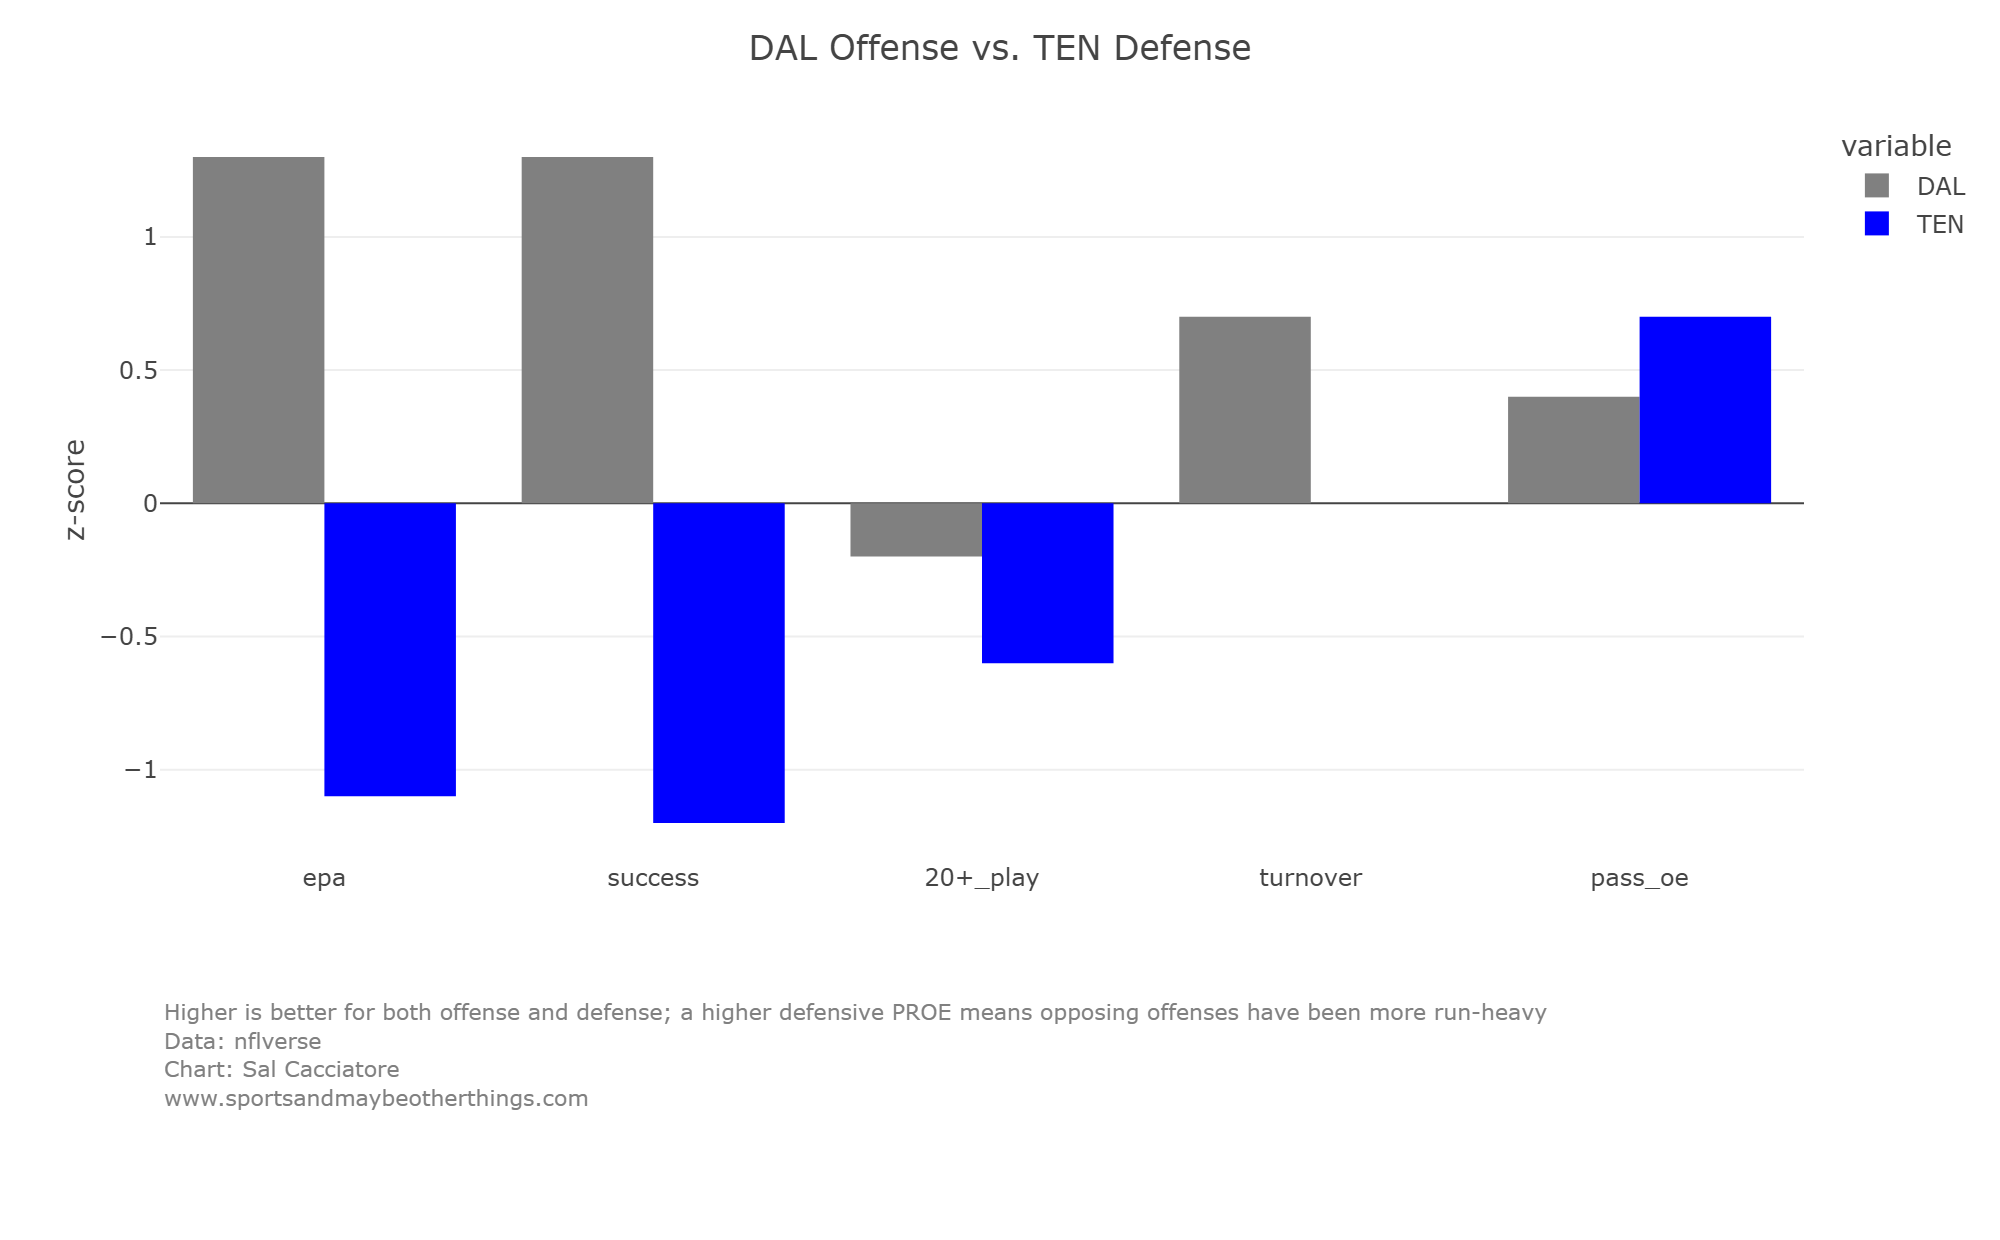 DAL Offense vs. TEN Defense
variable
DAL
TEN
z-score
1
0.5
0
−0.5
−1
epa
success
20+_play
turnover
pass_oe
Higher is better for both offense and defense; a higher defensive PROE means opposing offenses have been more run-heavy
Data: nflverse
Chart: Sal Cacciatore
www.sportsandmaybeotherthings.com